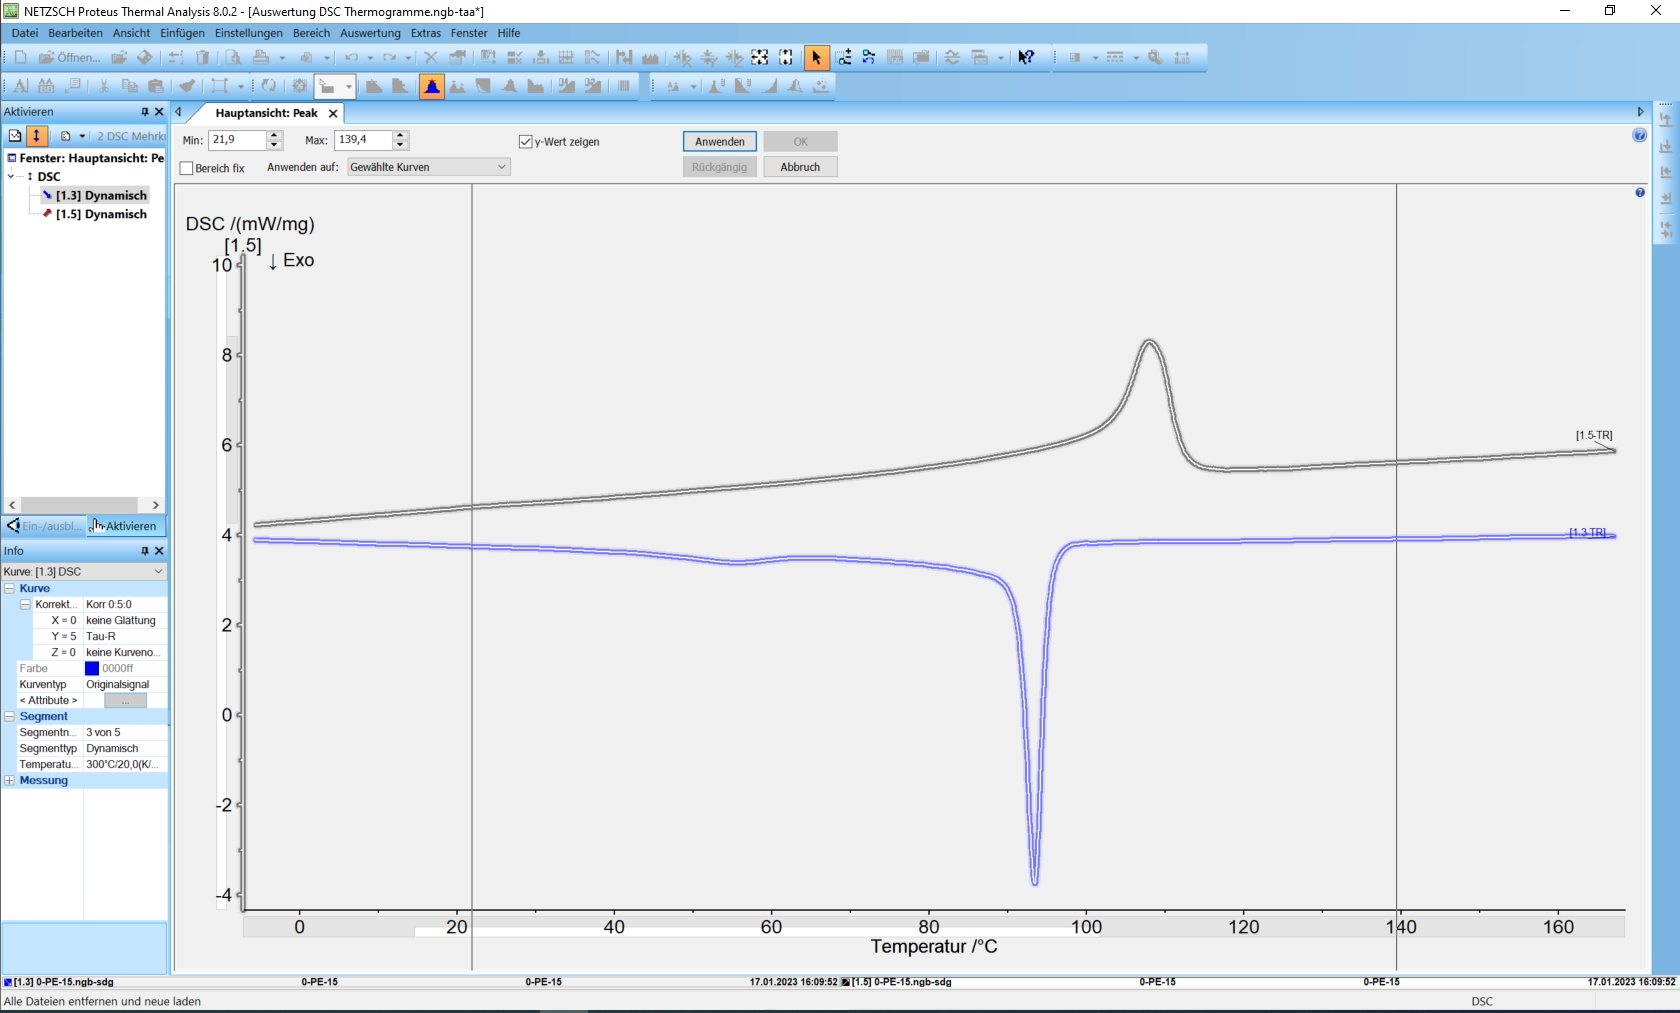 NETZSCH Proteus Thermal Analysis 8.0.2 - [Auswertung DSC Thermogramme.ngb-taa*]
Datei Bearbeiten Ansicht Einfügen Einstellungen Bereich Auswertung Extras Fenster Hilfe
Öffnen...
Aktivieren
2 DSC Mehrk
Fenster: Hauptansicht: Pe
DSC
[1.3] Dynamisch
[1.5] Dynamisch
Ein-/ausbl...
Aktivieren
Info
Kurve: [1.3] DSC
Kurve
Korrekt... Korr 0:5:0
X = 0 keine Glättung
Y = 5 Tau-R
Z = 0 keine Kurveno...
Farbe 0000ff
Kurventyp Originalsignal
< Attribute > ...
Segment
Segmentn... 3 von 5
Segmenttyp Dynamisch
Temperatu... 300°C/20,0(K/...
Messung
Hauptansicht: Peak
Min: 21,9 Max: 139,4 y-Wert zeigen Anwenden OK
Bereich fix Anwenden auf: Gewählte Kurven Rückgängig Abbruch
DSC /(mW/mg)
[1.5]
↓ Exo
10
8
6
4
2
0
-2
-4
[1.5-TR]
[1.3-TR]
0 20 40 60 80 100 120 140 160
Temperatur /°C
[1.3] 0-PE-15.ngb-sdg 0-PE-15 0-PE-15 17.01.2023 16:09:52 [1.5] 0-PE-15.ngb-sdg 0-PE-15 0-PE-15 17.01.2023 16:09:52
Alle Dateien entfernen und neue laden DSC